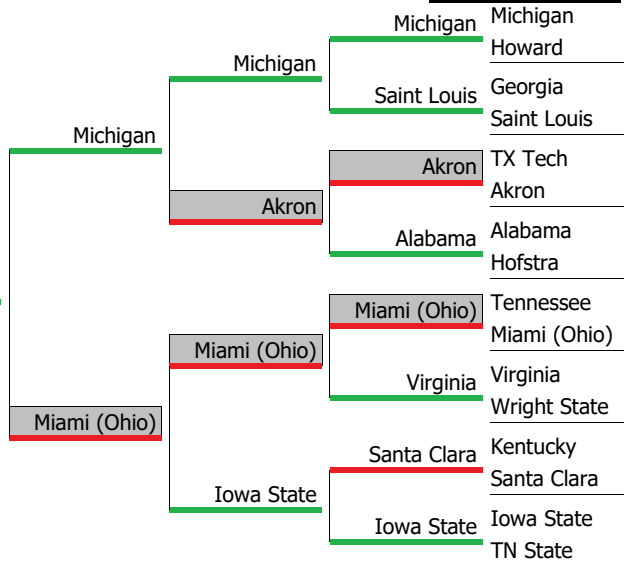 Michigan
Howard
Georgia
Saint Louis
TX Tech
Akron
Alabama
Hofstra
Tennessee
Miami (Ohio)
Virginia
Wright State
Kentucky
Santa Clara
Iowa State
TN State
Michigan
Saint Louis
Akron
Alabama
Miami (Ohio)
Virginia
Santa Clara
Iowa State
Michigan
Akron
Miami (Ohio)
Iowa State
Michigan
Miami (Ohio)